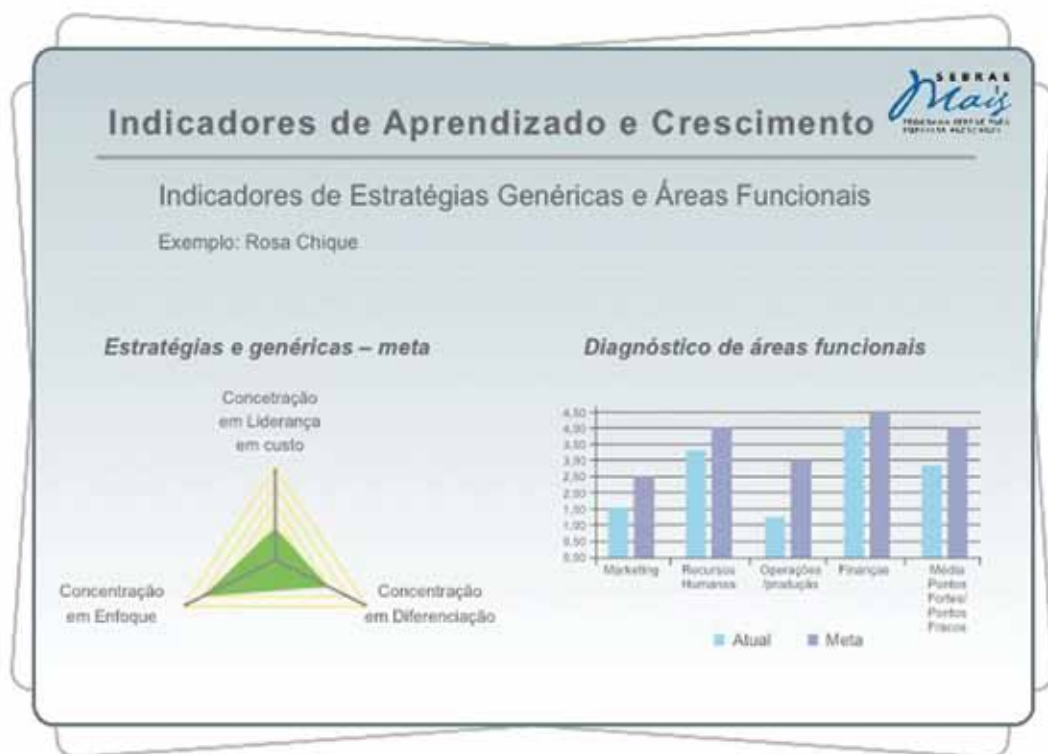 SEBRAE
Mais
Indicadores de Aprendizado e Crescimento
Indicadores de Estratégias Genéricas e Áreas Funcionais
Exemplo: Rosa Chique
Estratégias e genéricas – meta
Concetração
em Liderança
em custo
Concentração
em Enfoque
Concentração
em Diferenciação
Diagnóstico de áreas funcionais
4,50
4,00
3,50
3,00
2,50
2,00
1,50
1,00
0,50
0,00
Marketing
Recursos
Humanos
Operações
/produção
Finanças
Média
Pontos
Fortes/
Pontos
Fracos
Atual
Meta